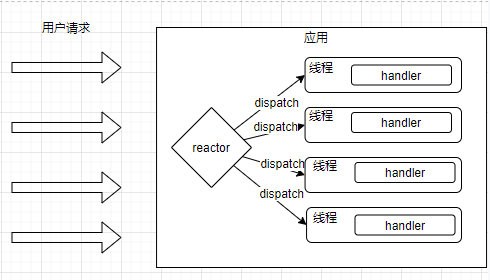 用户请求
应用
线程
handler
dispatch
线程
handler
dispatch
reactor
线程
handler
dispatch
线程
handler
dispatch